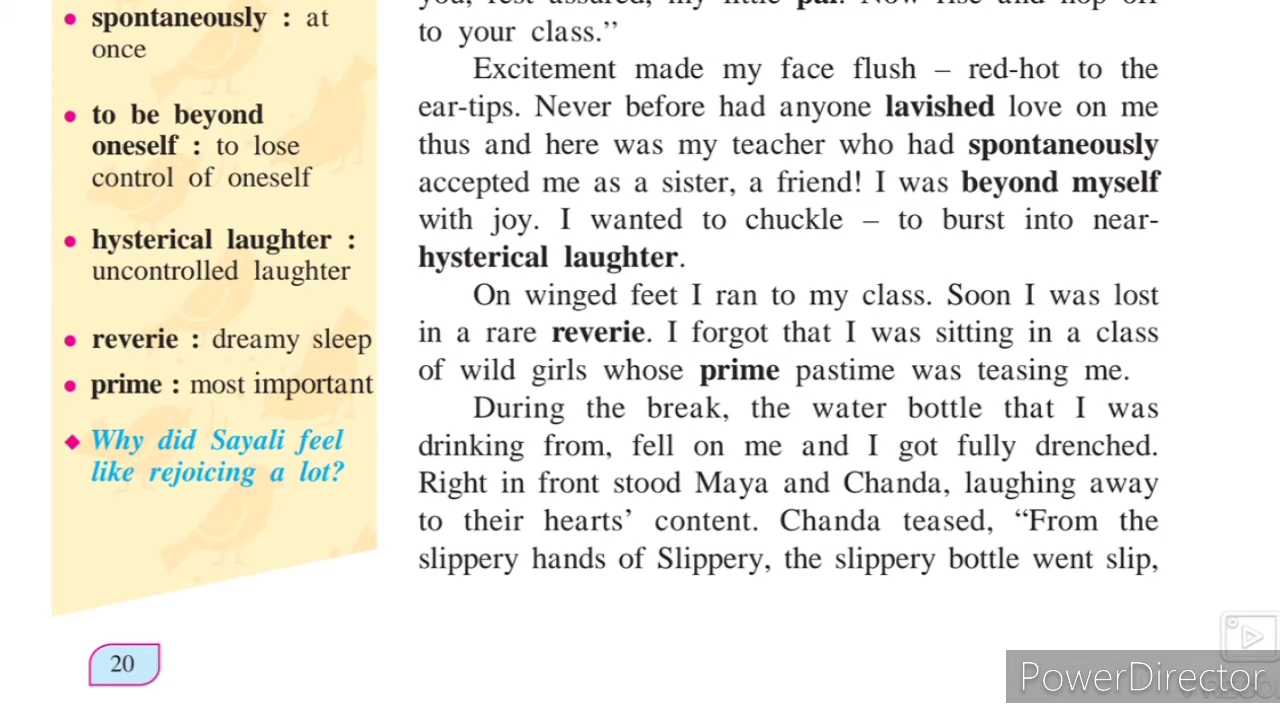 • spontaneously : at
once
• to be beyond
oneself : to lose
control of oneself
• hysterical laughter :
uncontrolled laughter
• reverie : dreamy sleep
• prime : most important
◆ Why did Sayali feel
like rejoicing a lot?
to your class.”
Excitement made my face flush – red-hot to the
ear-tips. Never before had anyone lavished love on me
thus and here was my teacher who had spontaneously
accepted me as a sister, a friend! I was beyond myself
with joy. I wanted to chuckle – to burst into near-
hysterical laughter.
On winged feet I ran to my class. Soon I was lost
in a rare reverie. I forgot that I was sitting in a class
of wild girls whose prime pastime was teasing me.
During the break, the water bottle that I was
drinking from, fell on me and I got fully drenched.
Right in front stood Maya and Chanda, laughing away
to their hearts’ content. Chanda teased, “From the
slippery hands of Slippery, the slippery bottle went slip,
20
PowerDirector